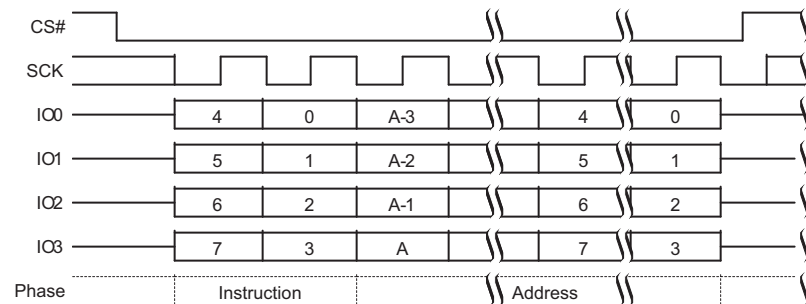 CS#
SCK
IO0 4 0 A-3 4 0
IO1 5 1 A-2 5 1
IO2 6 2 A-1 6 2
IO3 7 3 A 7 3
Phase Instruction Address